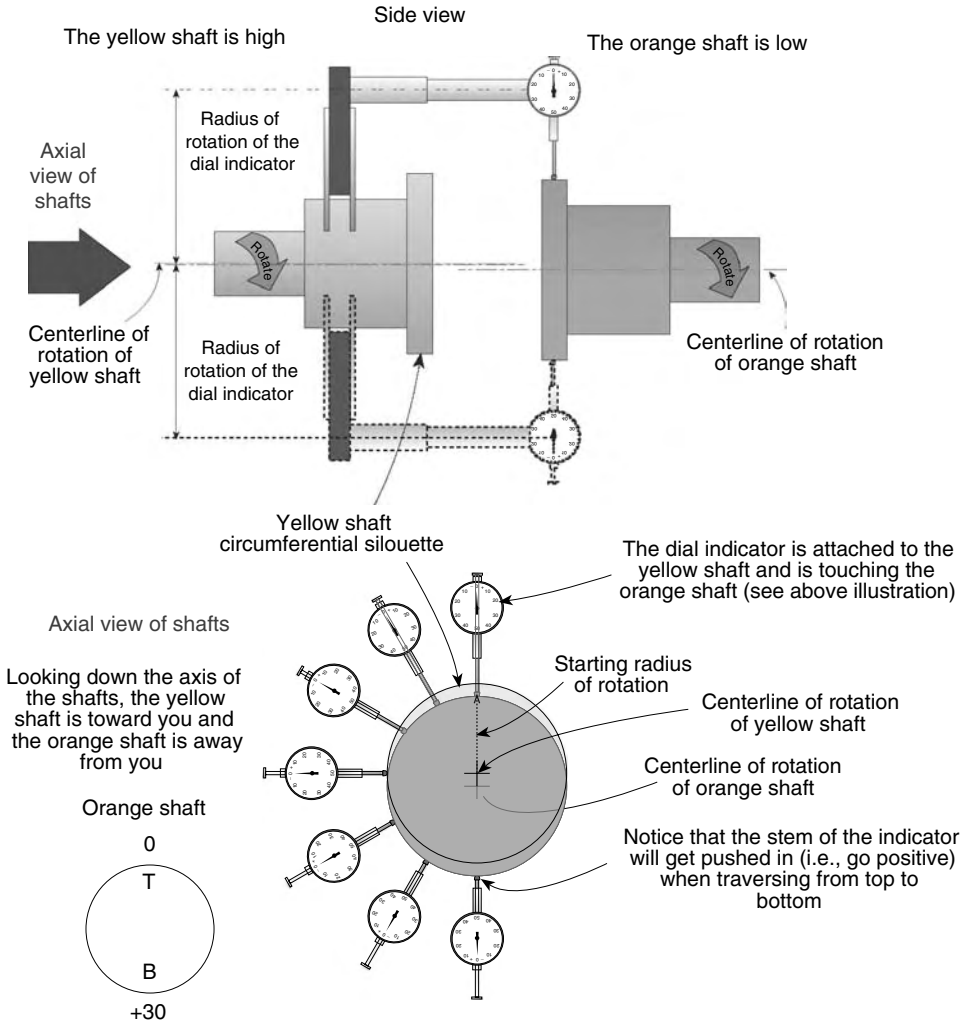 Side view
The yellow shaft is high
The orange shaft is low
Radius of
rotation of the
dial indicator
Axial
view of
shafts
Rotate
Rotate
Centerline of
rotation of
yellow shaft
Radius of
rotation of the
dial indicator
Centerline of rotation
of orange shaft
Yellow shaft
circumferential silouette
The dial indicator is attached to the
yellow shaft and is touching the
orange shaft (see above illustration)
Axial view of shafts
Looking down the axis of
the shafts, the yellow
shaft is toward you and
the orange shaft is away
from you
Starting radius
of rotation
Centerline of rotation
of yellow shaft
Centerline of rotation
of orange shaft
Orange shaft
0
T
B
+30
Notice that the stem of the indicator
will get pushed in (i.e., go positive)
when traversing from top to
bottom